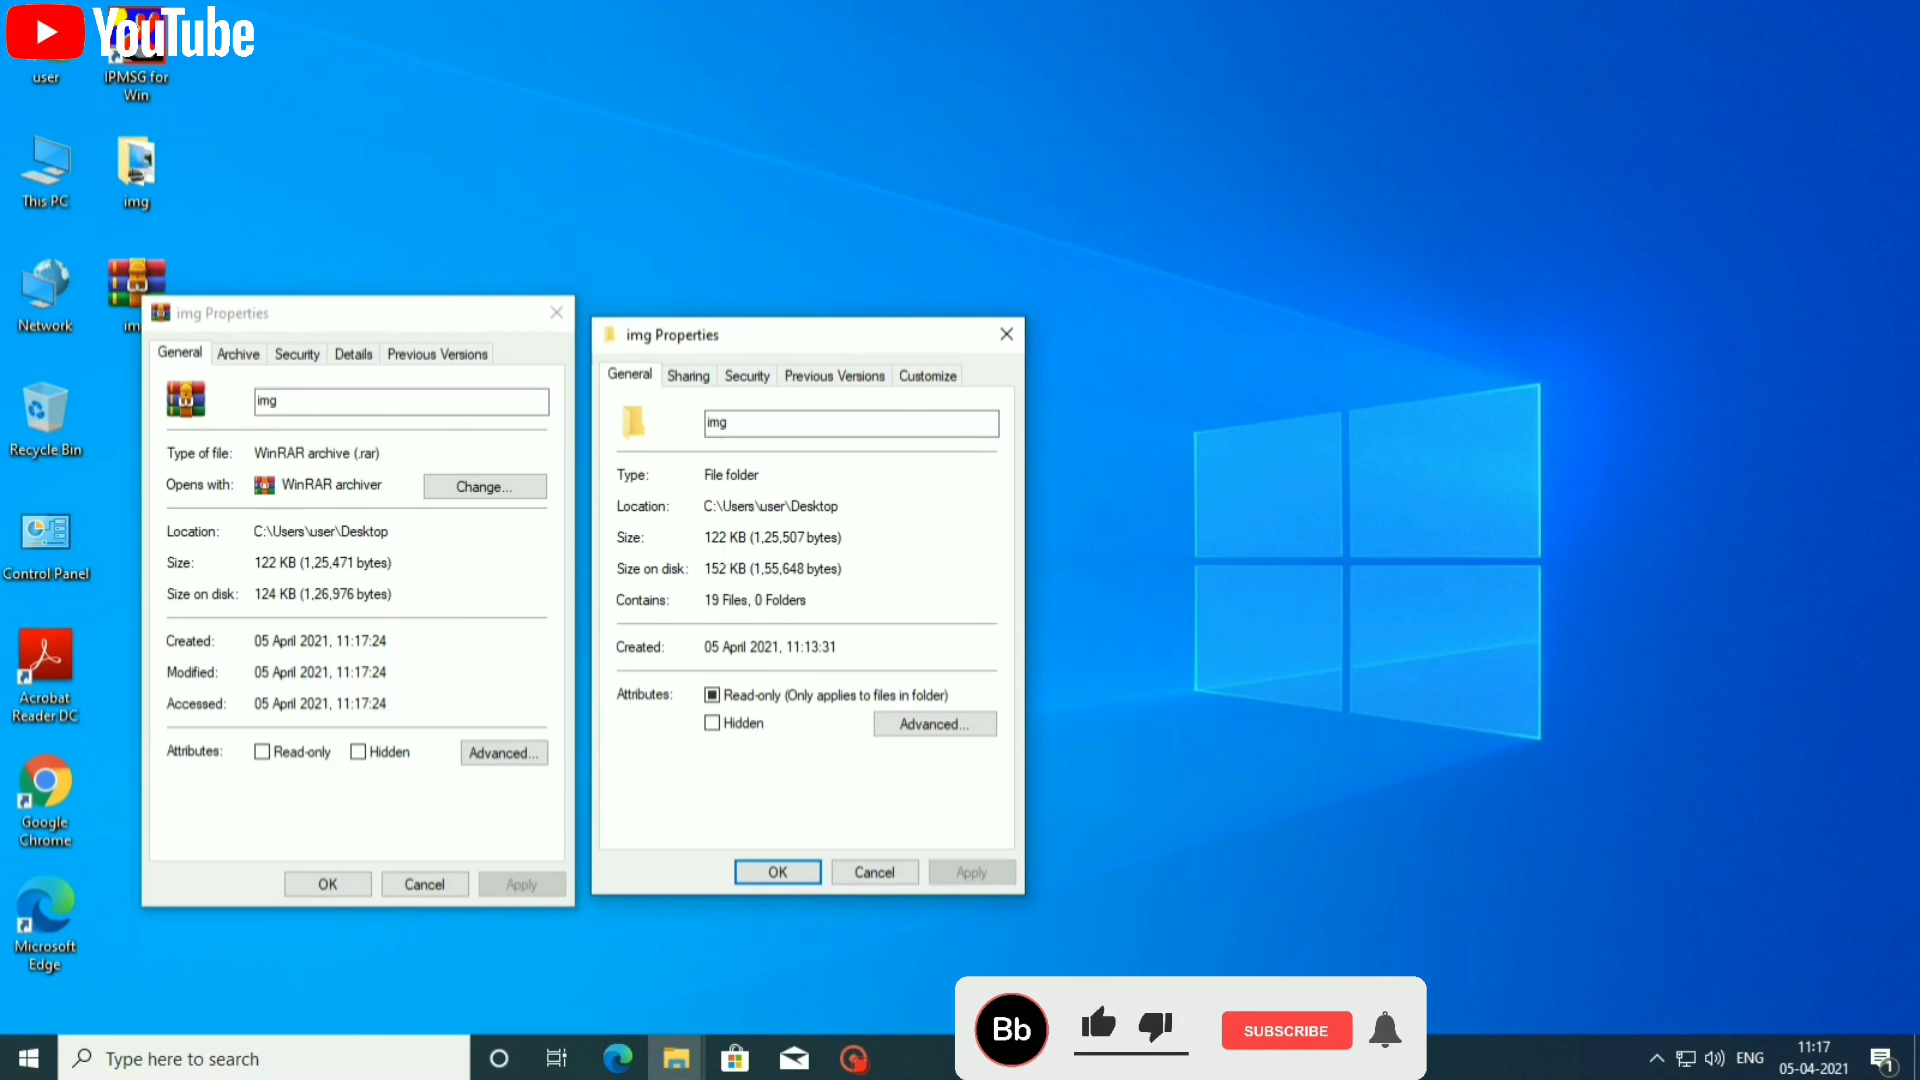 YouTube
user
IPMSG for
Win
This PC
img
Network
im
Recycle Bin
Control Panel
Acrobat
Reader DC
Google
Chrome
Microsoft
Edge
img Properties
General Archive Security Details Previous Versions
img
Type of file: WinRAR archive (.rar)
Opens with: WinRAR archiver Change...
Location: C:\Users\user\Desktop
Size: 122 KB (1,25,471 bytes)
Size on disk: 124 KB (1,26,976 bytes)
Created: 05 April 2021, 11:17:24
Modified: 05 April 2021, 11:17:24
Accessed: 05 April 2021, 11:17:24
Attributes: Read-only Hidden Advanced...
OK Cancel Apply
img Properties
General Sharing Security Previous Versions Customize
img
Type: File folder
Location: C:\Users\user\Desktop
Size: 122 KB (1,25,507 bytes)
Size on disk: 152 KB (1,55,648 bytes)
Contains: 19 Files, 0 Folders
Created: 05 April 2021, 11:13:31
Attributes: Read-only (Only applies to files in folder)
Hidden Advanced...
OK Cancel Apply
Bb SUBSCRIBE
Type here to search
ENG
11:17
05-04-2021
1